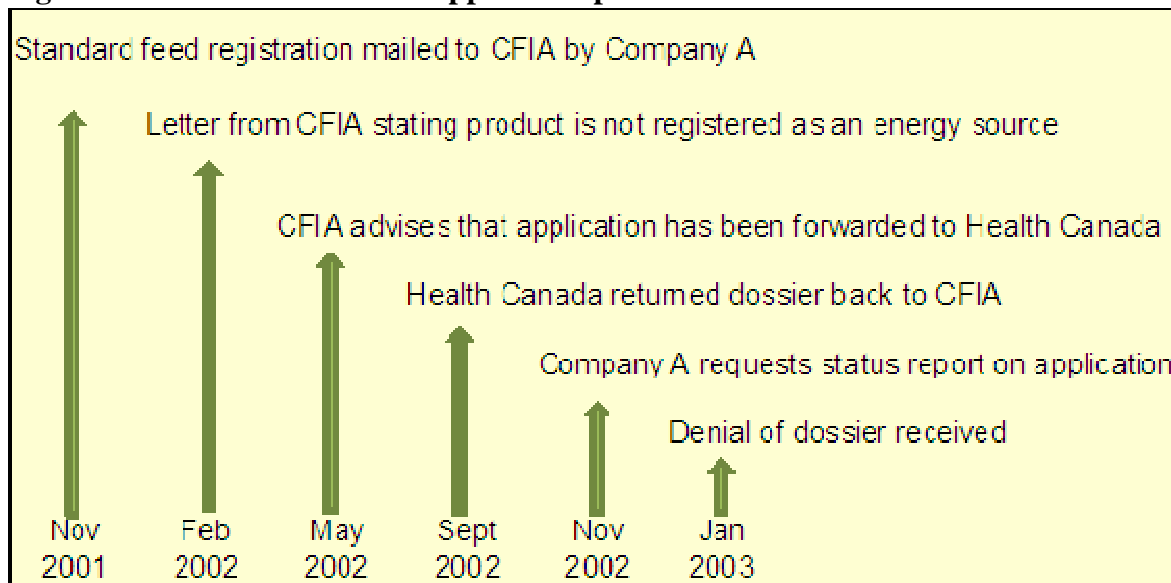 Standard feed registration mailed to CFIA by Company A
Letter from CFIA stating product is not registered as an energy source
CFIA advises that application has been forwarded to Health Canada
Health Canada returned dossier back to CFIA
Company A requests status report on application
Denial of dossier received
Nov Feb May Sept Nov Jan
2001 2002 2002 2002 2002 2003